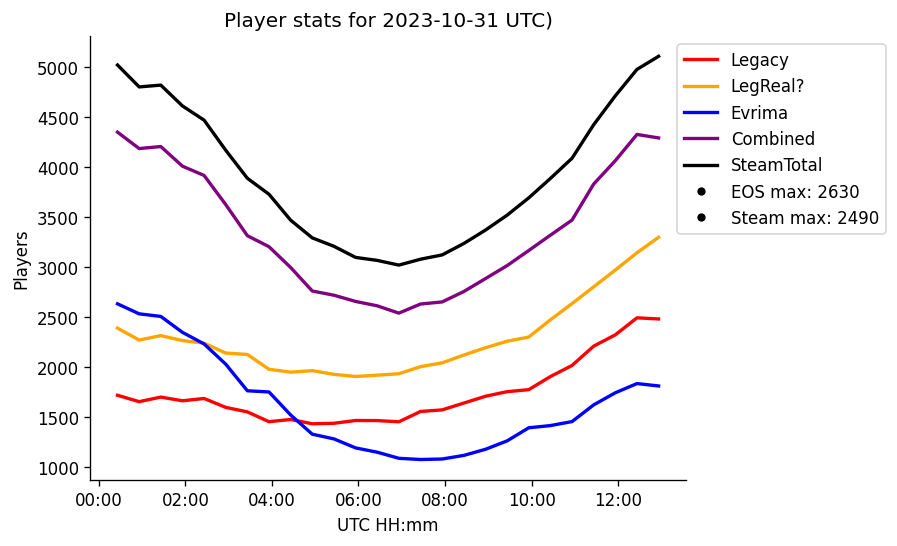 Player stats for 2023-10-31 UTC)
5000
4500
4000
3500
3000
2500
2000
1500
1000
Players
00:00 02:00 04:00 06:00 08:00 10:00 12:00
UTC HH:mm
Legacy
LegReal?
Evrima
Combined
SteamTotal
EOS max: 2630
Steam max: 2490